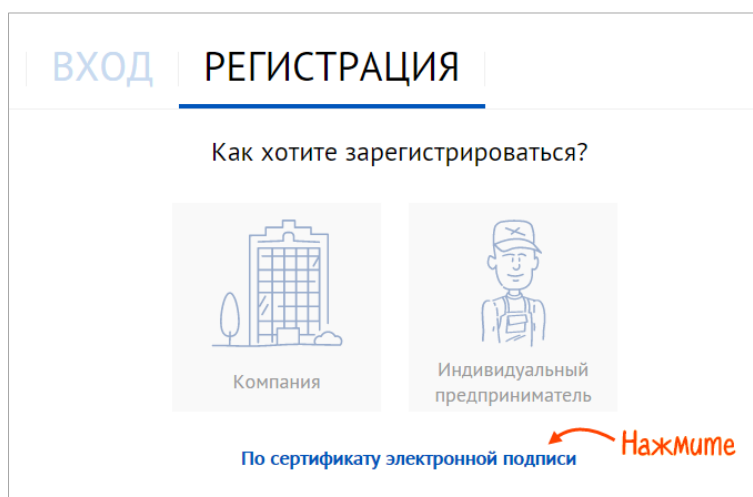 ВХОД РЕГИСТРАЦИЯ
Как хотите зарегистрироваться?
Компания
Индивидуальный
предприниматель
Нажмите
По сертификату электронной подписи